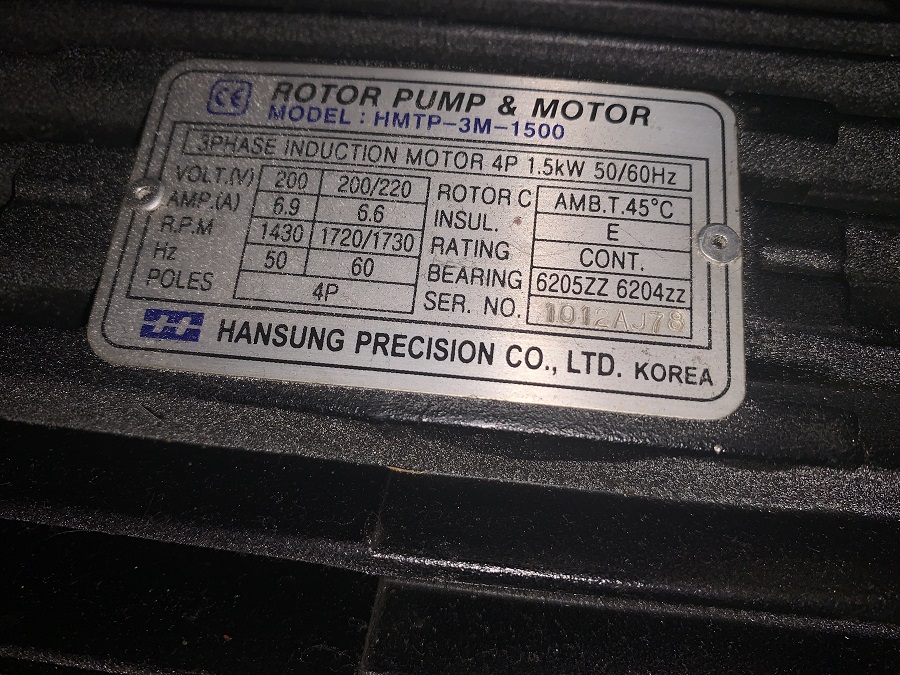 CE ROTOR PUMP & MOTOR
MODEL : HMTP-3M-1500
3PHASE INDUCTION MOTOR 4P 1.5kW 50/60Hz
VOLT.(V) 200 200/220
AMP.(A) 6.9 6.6
R.P.M 1430 1720/1730
Hz 50 60
POLES 4P
ROTOR C AMB.T.45°C
INSUL. E
RATING CONT.
BEARING 6205ZZ 6204ZZ
SER. NO. 1012AJ78
HANSUNG PRECISION CO., LTD. KOREA